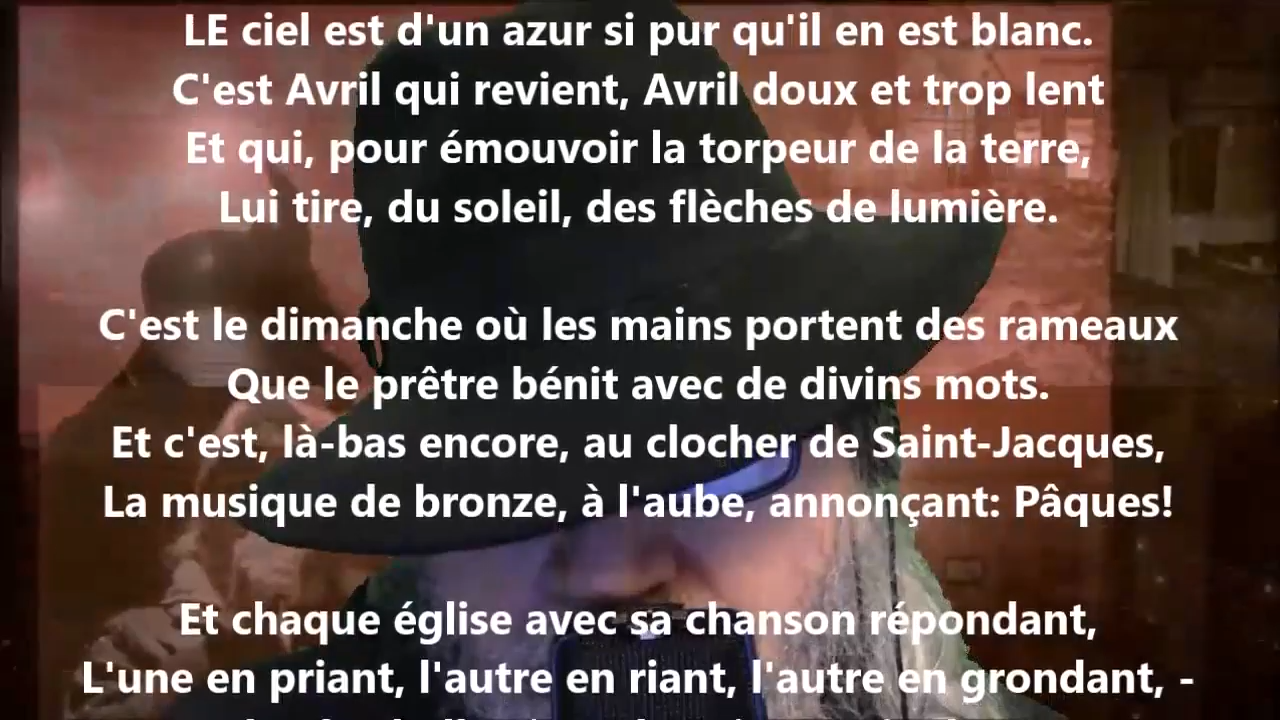 LE ciel est d'un azur si pur qu'il en est blanc.
C'est Avril qui revient, Avril doux et trop lent
Et qui, pour émouvoir la torpeur de la terre,
Lui tire, du soleil, des flèches de lumière.
C'est le dimanche où les mains portent des rameaux
Que le prêtre bénit avec de divins mots.
Et c'est, là-bas encore, au clocher de Saint-Jacques,
La musique de bronze, à l'aube, annonçant: Pâques!
Et chaque église avec sa chanson répondant,
L'une en priant, l'autre en riant, l'autre en grondant, -